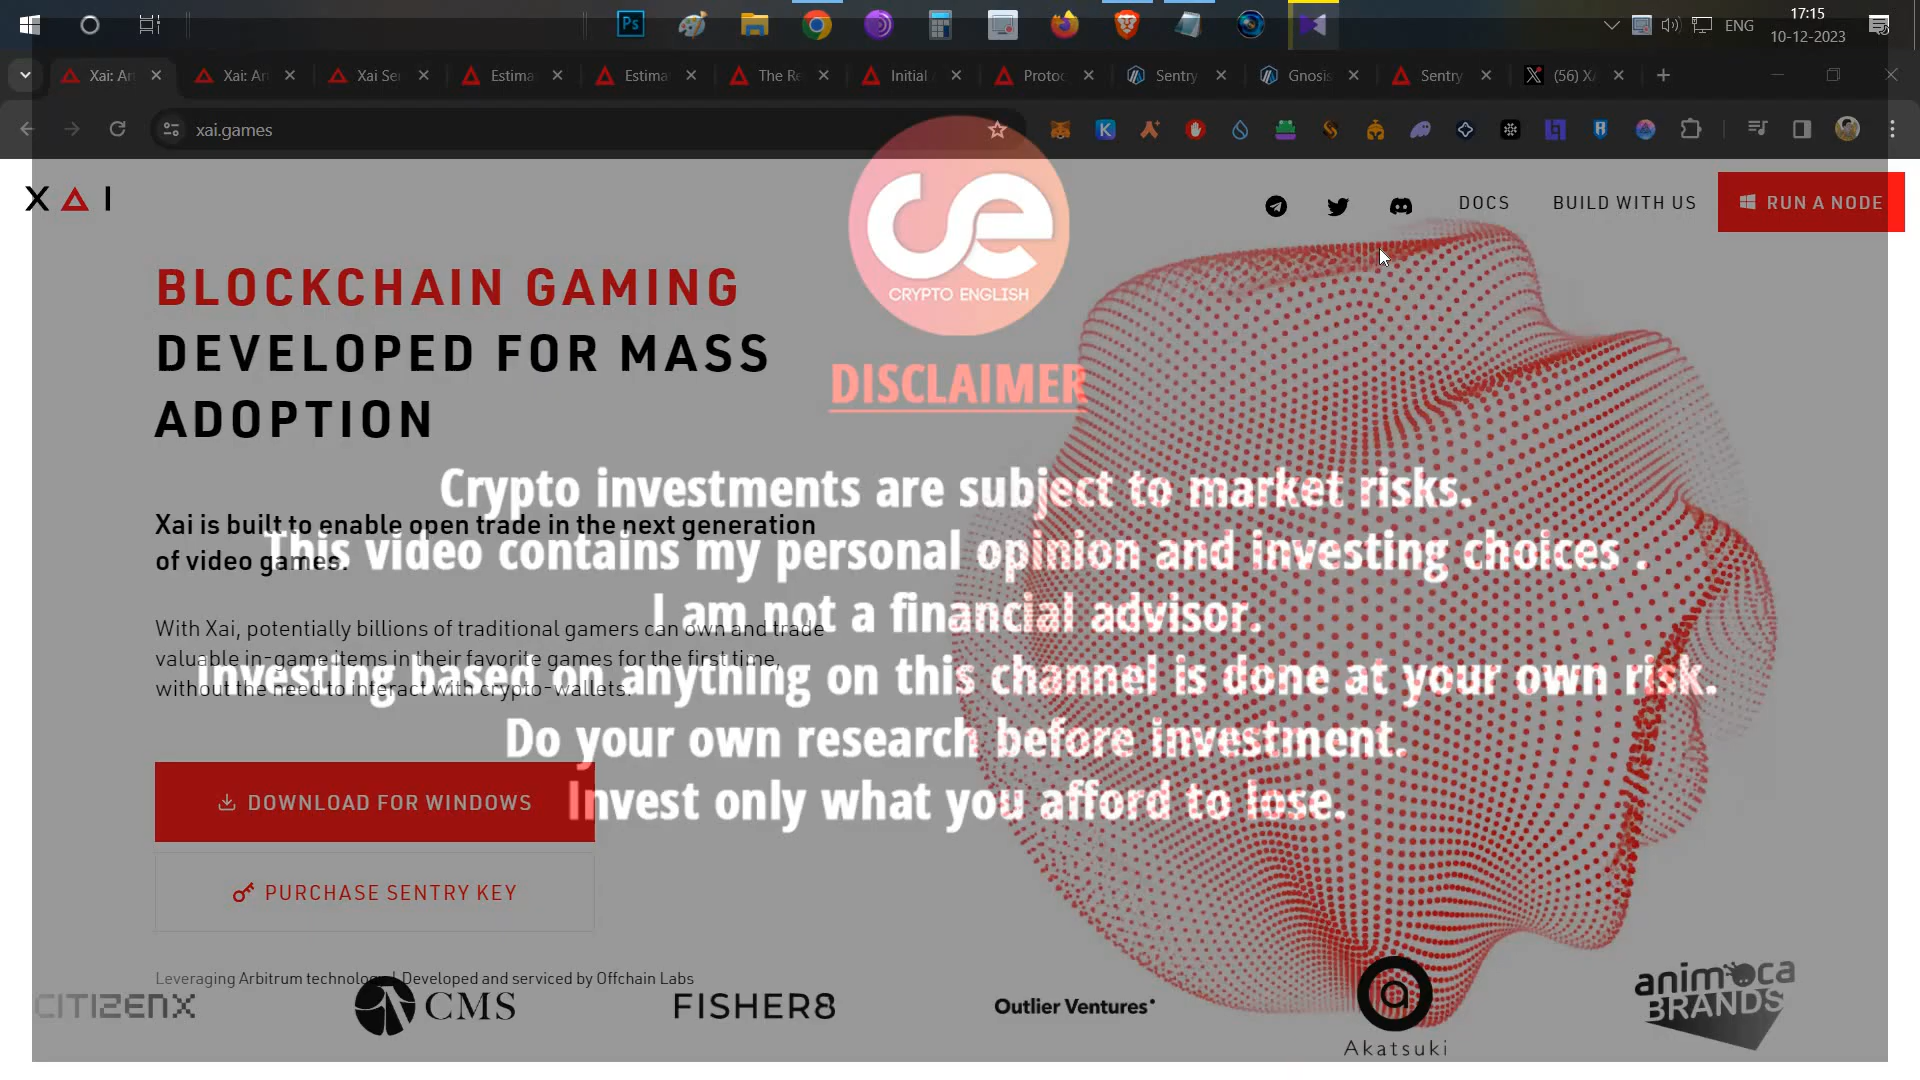 Ps
ENG
17:15
10-12-2023
Xai: Ar
Xai: Ar
Xai Se
Estima
Estima
The Re
Initial
Protoc
Sentry
Gnosis
Sentry
(56) X
xai.games
X A I
DOCS
BUILD WITH US
RUN A NODE
CRYPTO ENGLISH
BLOCKCHAIN GAMING
DEVELOPED FOR MASS
ADOPTION
DISCLAIMER
Crypto investments are subject to market risks.
This video contains my personal opinion and investing choices .
I am not a financial advisor.
investing based on anything on this channel is done at your own risk.
Do your own research before investment.
Invest only what you afford to lose.
Xai is built to enable open trade in the next generation
of video games.
With Xai, potentially billions of traditional gamers can own and trade
valuable in-game items in their favorite games for the first time,
without the need to interact with crypto-wallets.
DOWNLOAD FOR WINDOWS
PURCHASE SENTRY KEY
Leveraging Arbitrum technology | Developed and serviced by Offchain Labs
CITIZENX
CMS
FISHER8
Outlier Ventures
Akatsuki
animoca
BRANDS